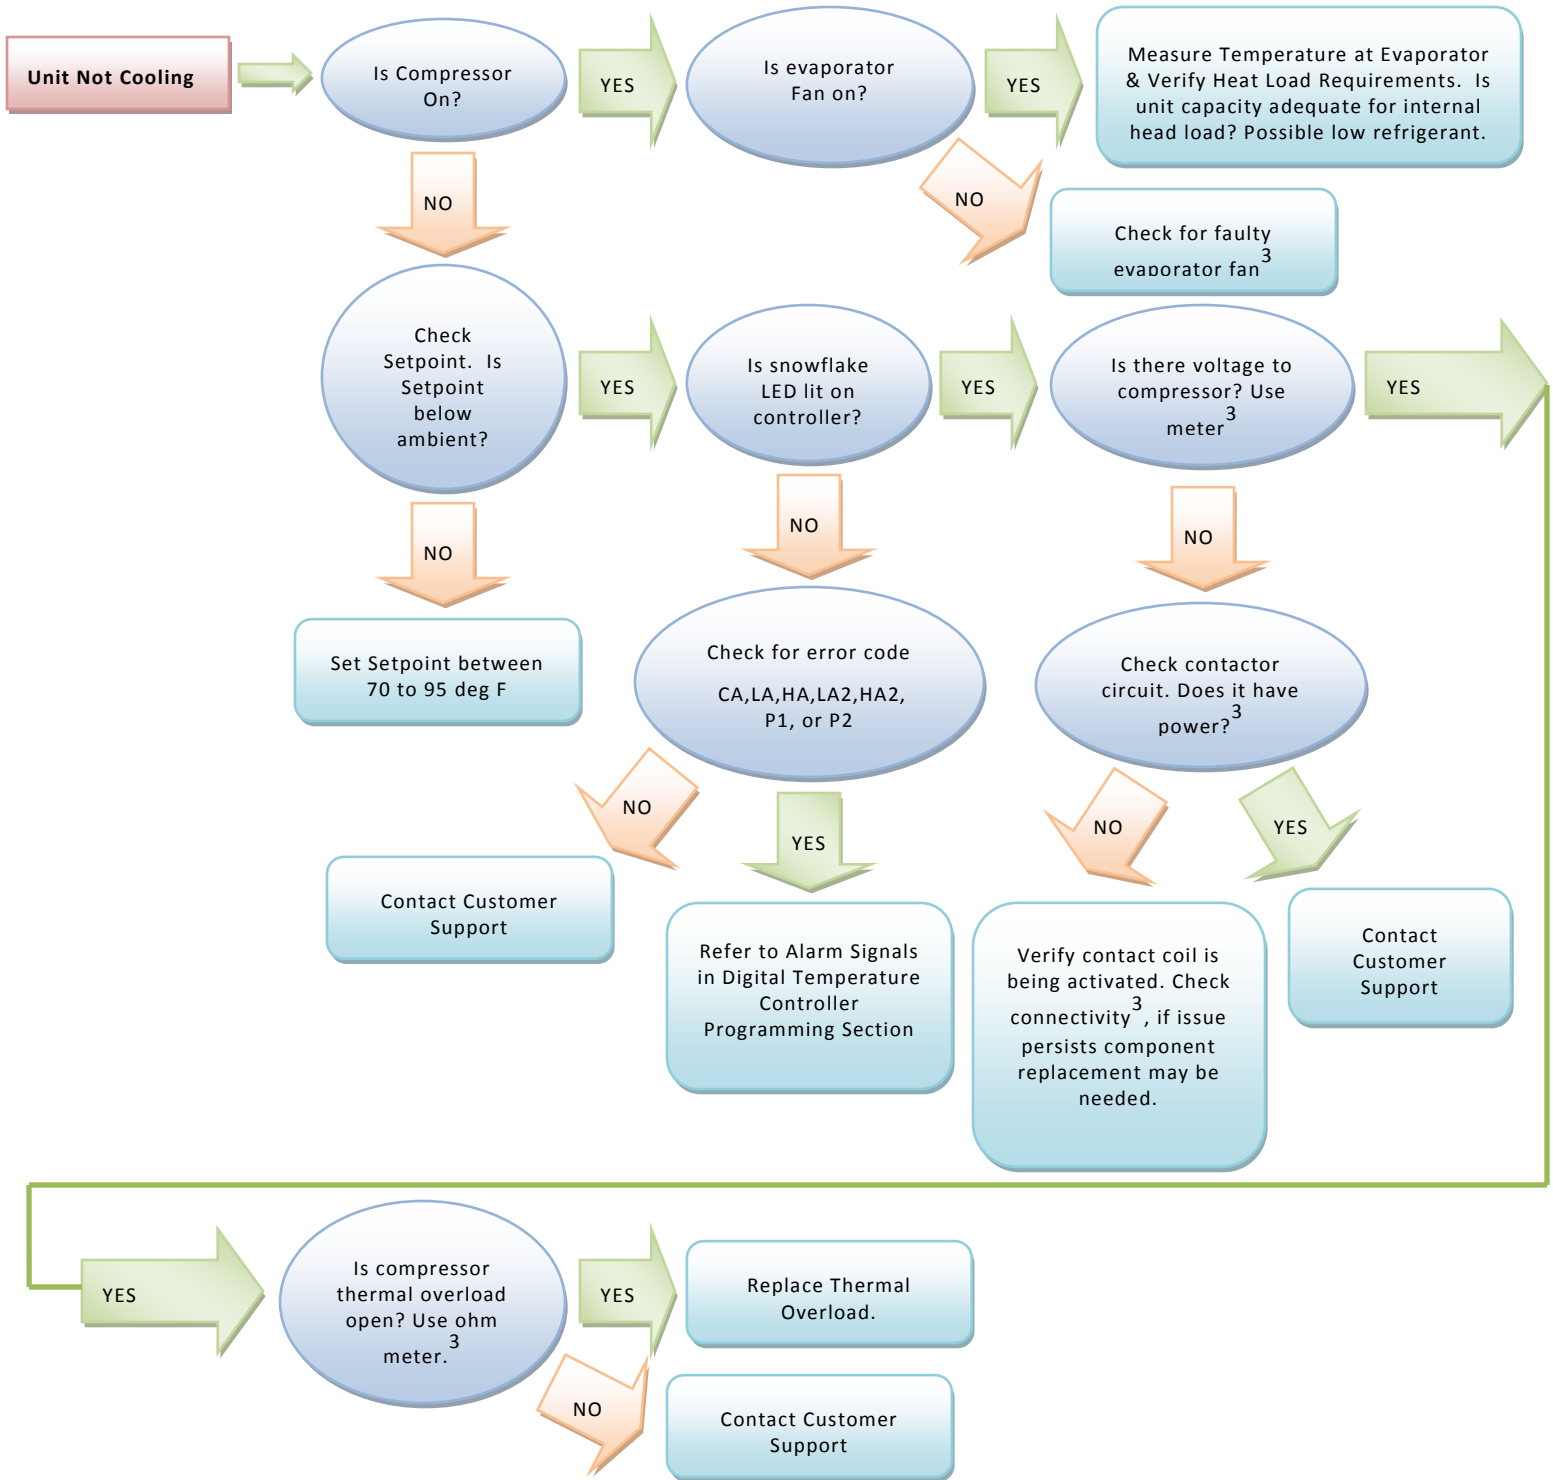 Unit Not Cooling
Is Compressor
On?
YES
Is evaporator
Fan on?
YES
Measure Temperature at Evaporator
& Verify Heat Load Requirements.  Is
unit capacity adequate for internal
head load? Possible low refrigerant.
NO
NO
Check for faulty
evaporator fan3
Check
Setpoint.  Is
Setpoint
below
ambient?
YES
Is snowflake
LED lit on
controller?
YES
Is there voltage to
compressor? Use
meter3
YES
NO
NO
NO
Set Setpoint between
70 to 95 deg F
Check for error code
CA,LA,HA,LA2,HA2,
P1, or P2
Check contactor
circuit. Does it have
power?3
NO
YES
NO
YES
Contact Customer
Support
Refer to Alarm Signals
in Digital Temperature
Controller
Programming Section
Verify contact coil is
being activated. Check
connectivity3, if issue
persists component
replacement may be
needed.
Contact
Customer
Support
YES
Is compressor
thermal overload
open? Use ohm
meter.3
YES
Replace Thermal
Overload.
NO
Contact Customer
Support